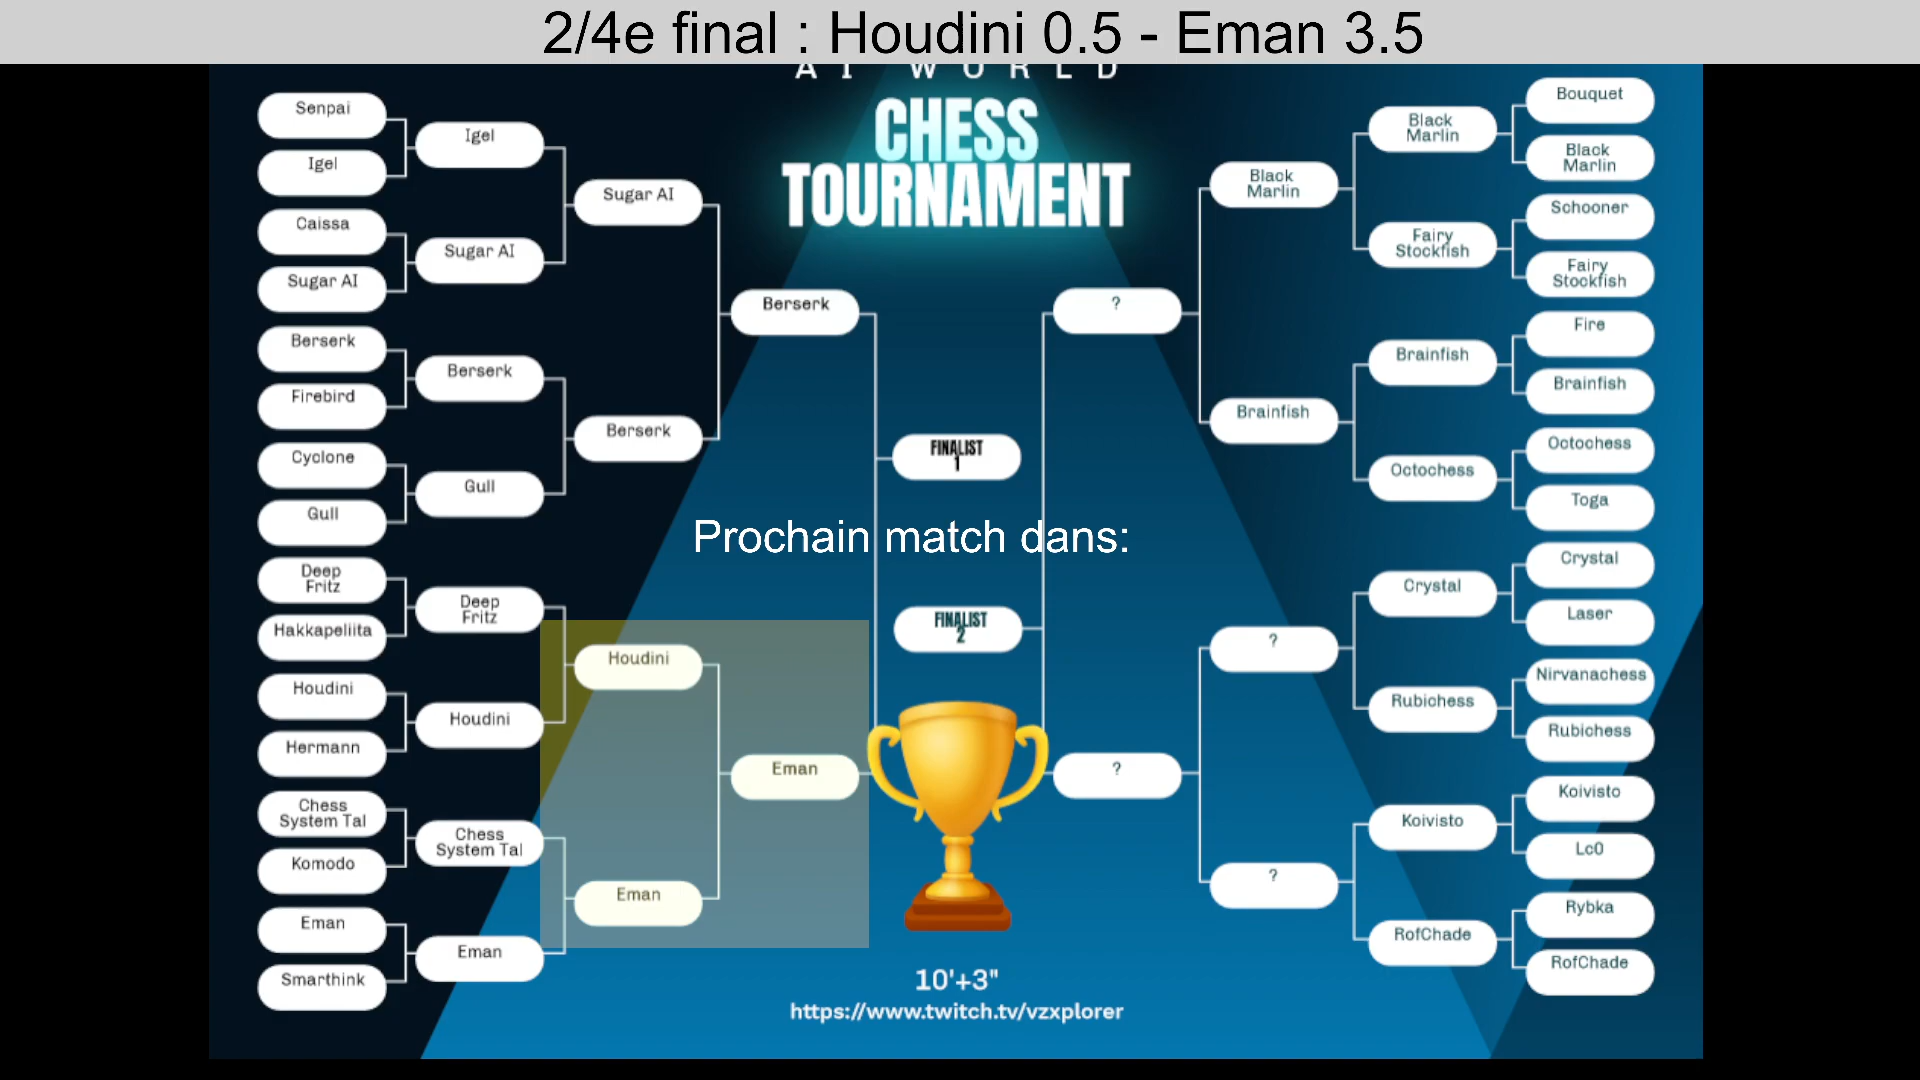 2/4e final : Houdini 0.5 - Eman 3.5
AI WORLD
CHESS
TOURNAMENT
Senpai
Igel
Caissa
Sugar AI
Berserk
Firebird
Cyclone
Gull
Deep
Fritz
Hakkapeliita
Houdini
Hermann
Chess
System Tal
Komodo
Eman
Smarthink
Igel
Sugar AI
Berserk
Gull
Deep
Fritz
Houdini
Chess
System Tal
Eman
Sugar AI
Berserk
Houdini
Eman
Berserk
Eman
FINALIST
1
Prochain match dans:
FINALIST
2
?
?
Black
Marlin
Brainfish
?
?
Black
Marlin
Fairy
Stockfish
Brainfish
Octochess
Crystal
Rubichess
Koivisto
RofChade
Bouquet
Black
Marlin
Schooner
Fairy
Stockfish
Fire
Brainfish
Octochess
Toga
Crystal
Laser
Nirvanachess
Rubichess
Koivisto
Lc0
Rybka
RofChade
10'+3"
https://www.twitch.tv/vzxplorer